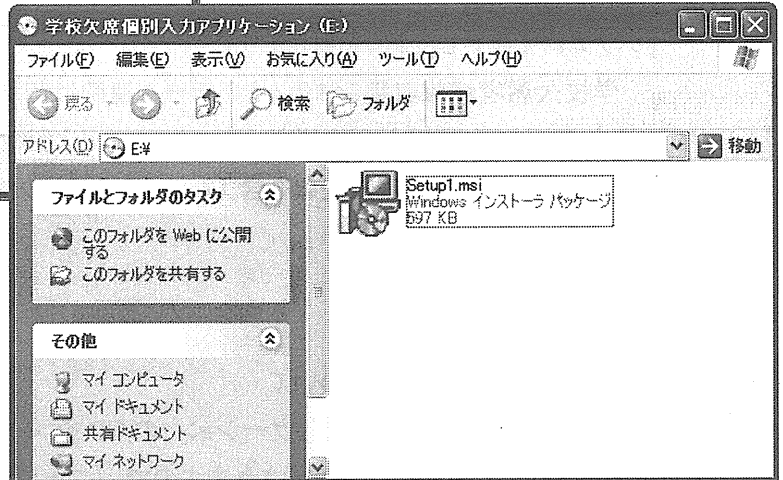 学校欠席個別入力アプリケーション (E:)
ファイル(F) 編集(E) 表示(V) お気に入り(A) ツール(T) ヘルプ(H)
戻る 検索 フォルダ
アドレス(D) E:¥ 移動
ファイルとフォルダのタスク
このフォルダを Web に公開
する
このフォルダを共有する
その他
マイ コンピュータ
マイ ドキュメント
共有ドキュメント
マイ ネットワーク
Setup1.msi
Windows インストーラ パッケージ
597 KB